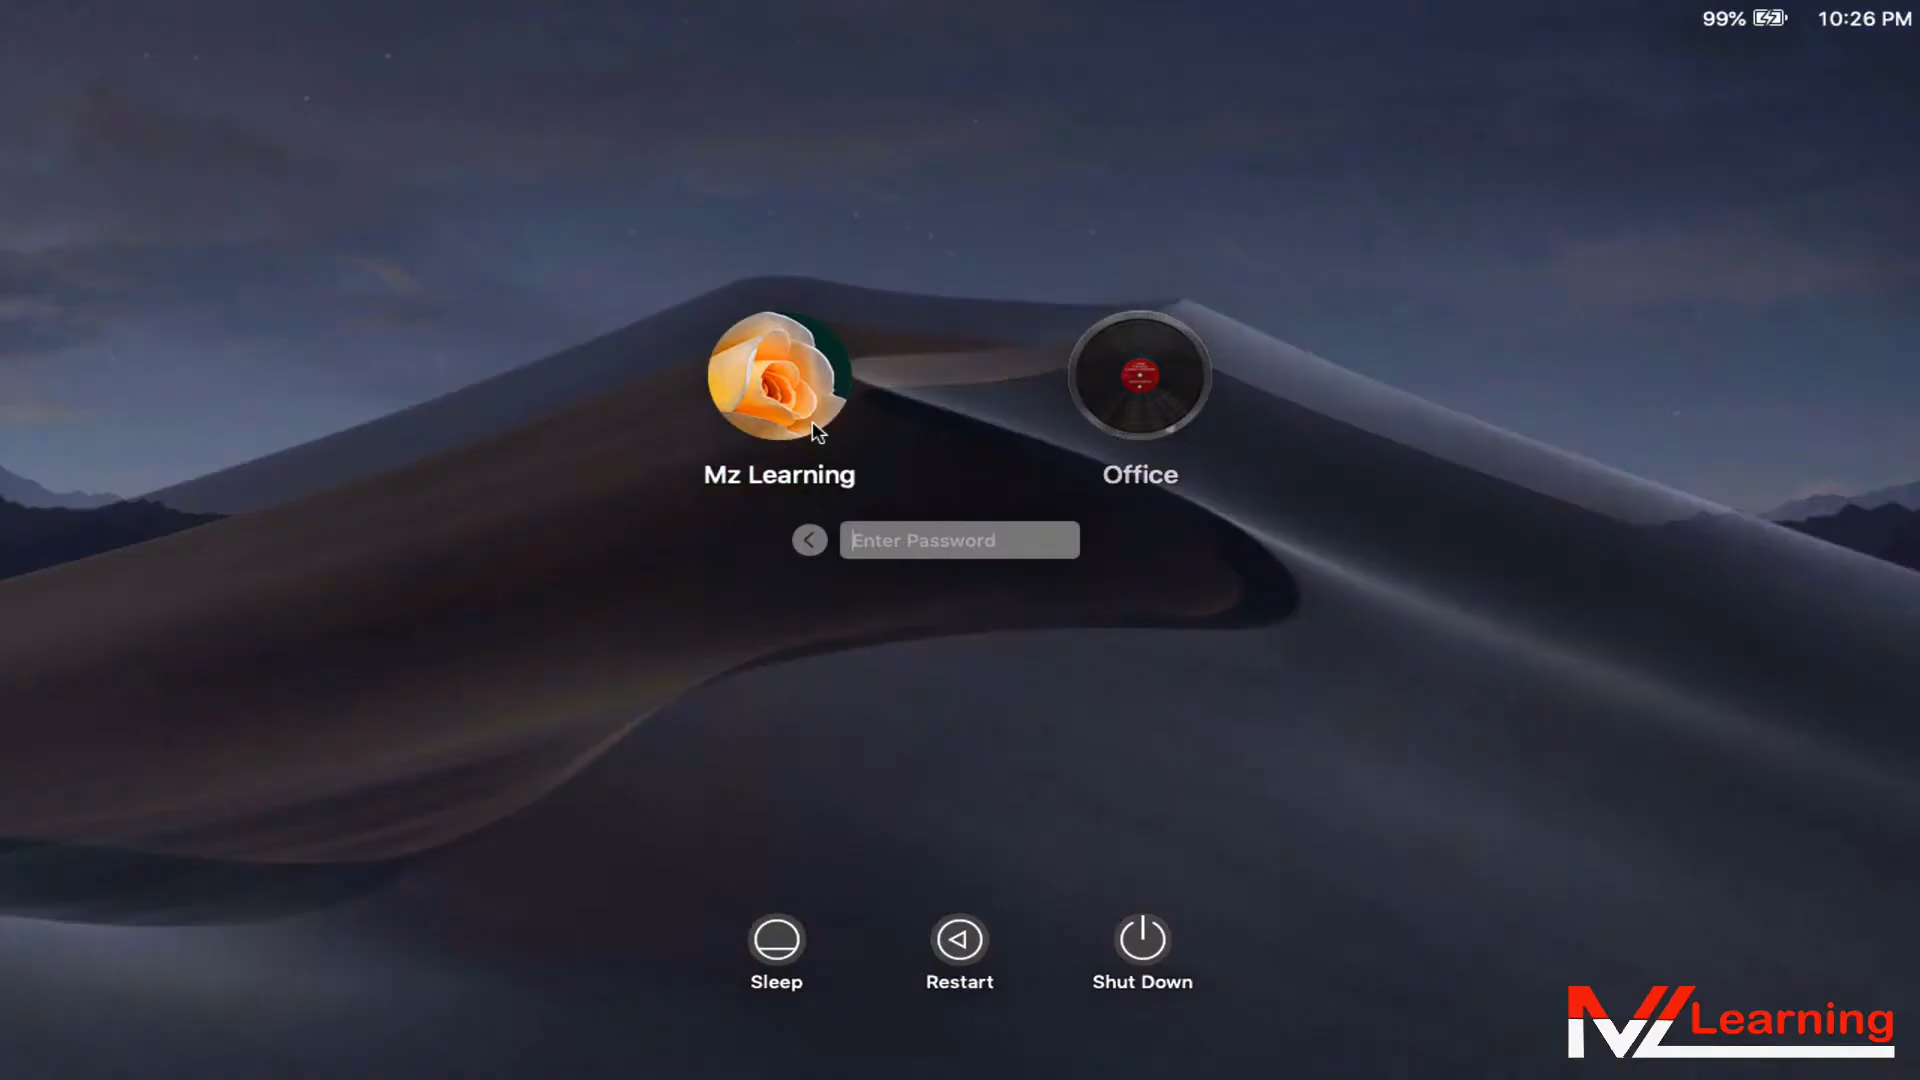 99% 10:26 PM
Mz Learning
Office
Enter Password
Sleep
Restart
Shut Down
MZ Learning